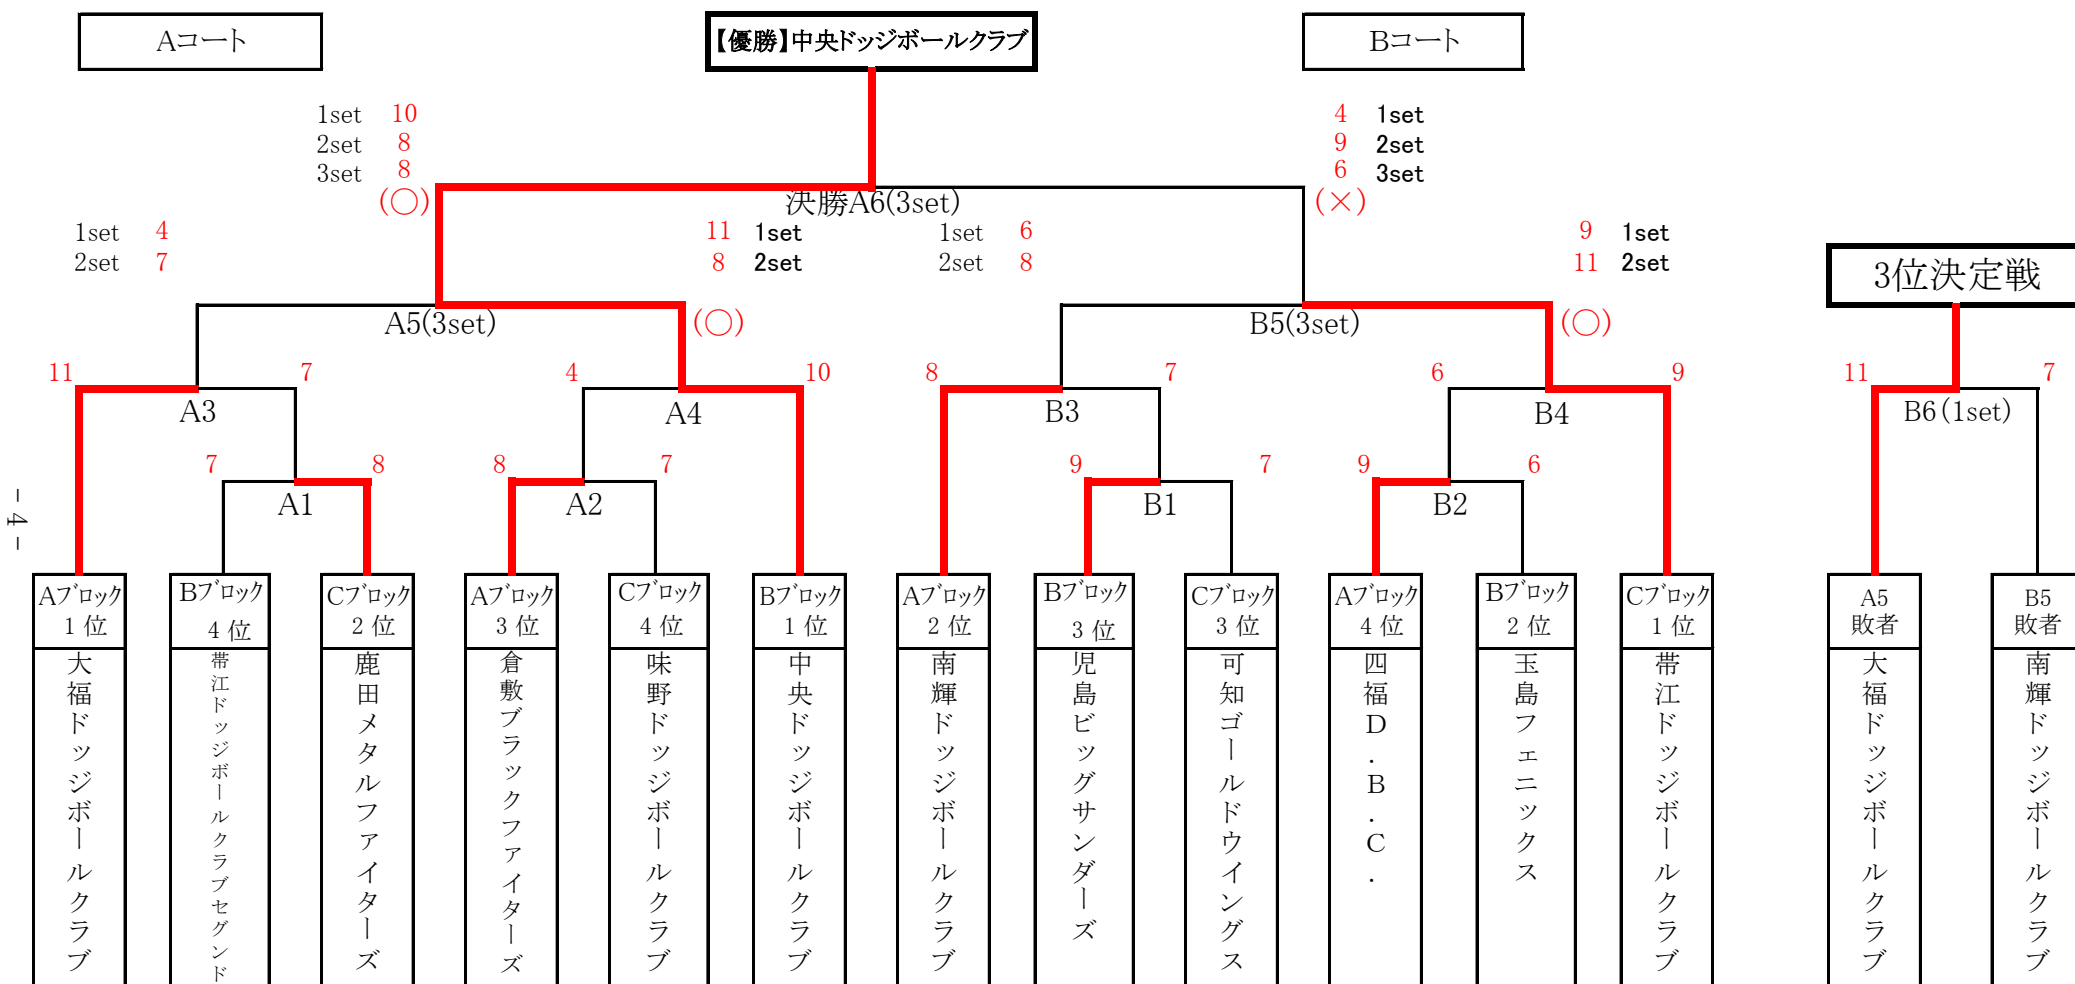 Aコート
【優勝】中央ドッジボールクラブ
Bコート
1set 10
2set 8
3set 8
(○)
4 1set
9 2set
6 3set
(×)
決勝A6(3set)
1set 4
2set 7
11 1set
8 2set
(○)
A5(3set)
1set 6
2set 8
9 1set
11 2set
(○)
B5(3set)
3位決定戦
11
7
A3
4
10
A4
8
7
B3
6
9
B4
11
7
B6(1set)
7
8
A1
8
7
A2
9
7
B1
9
6
B2
- 4 -
Aブロック
1 位
大福ドッジボールクラブ
Bブロック
4 位
帯江ドッジボールクラブセグンド
Cブロック
2 位
鹿田メタルファイターズ
Aブロック
3 位
倉敷ブラックファイターズ
Cブロック
4 位
味野ドッジボールクラブ
Bブロック
1 位
中央ドッジボールクラブ
Aブロック
2 位
南輝ドッジボールクラブ
Bブロック
3 位
児島ビッグサンダーズ
Cブロック
3 位
可知ゴールドウイングス
Aブロック
4 位
四福D.B.C.
Bブロック
2 位
玉島フェニックス
Cブロック
1 位
帯江ドッジボールクラブ
A5
敗者
大福ドッジボールクラブ
B5
敗者
南輝ドッジボールクラブ